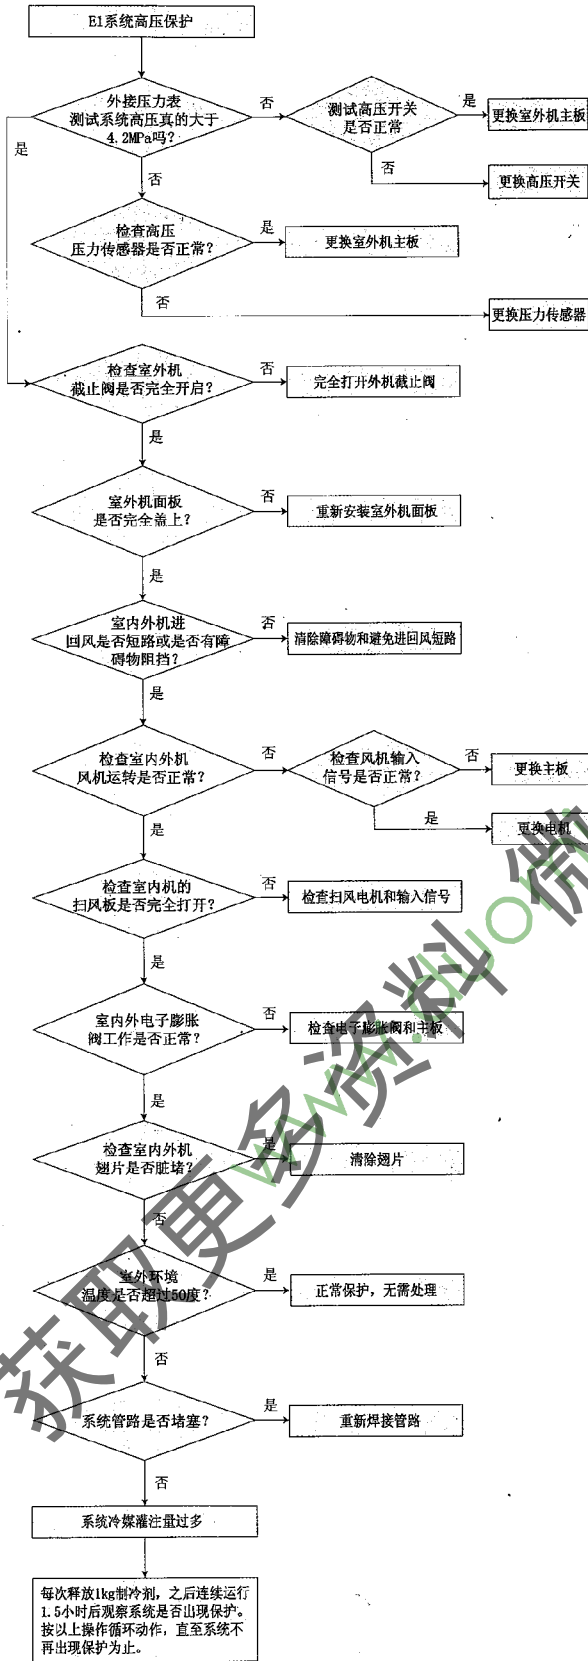 E1系统高压保护
外接压力表
测试系统高压真的大于
4.2MPa吗?
否
测试高压开关
是否正常
是
更换室外机主板
是
否
更换高压开关
否
检查高压
压力传感器是否正常?
是
更换室外机主板
否
更换压力传感器
检查室外机
截止阀是否完全开启?
否
完全打开外机截止阀
是
室外机面板
是否完全盖上?
否
重新安装室外机面板
是
室内外机进
回风是否短路或是否有障
碍物阻挡?
否
清除障碍物和避免进回风短路
是
检查室内外机
风机运转是否正常?
否
检查风机输入
信号是否正常?
否
更换主板
是
更换电机
是
检查室内机的
扫风板是否完全打开?
否
检查扫风电机和输入信号
是
室内外电子膨胀
阀工作是否正常?
否
检查电子膨胀阀和主板
是
检查室内外机
翅片是否脏堵?
是
清除翅片
否
室外环境
温度是否超过50度?
是
正常保护，无需处理
否
系统管路是否堵塞?
是
重新焊接管路
否
系统冷媒灌注量过多
每次释放1kg制冷剂，之后连续运行
1.5小时后观察系统是否出现保护。
按以上操作循环动作，直至系统不
再出现保护为止。
获取更多资料 微